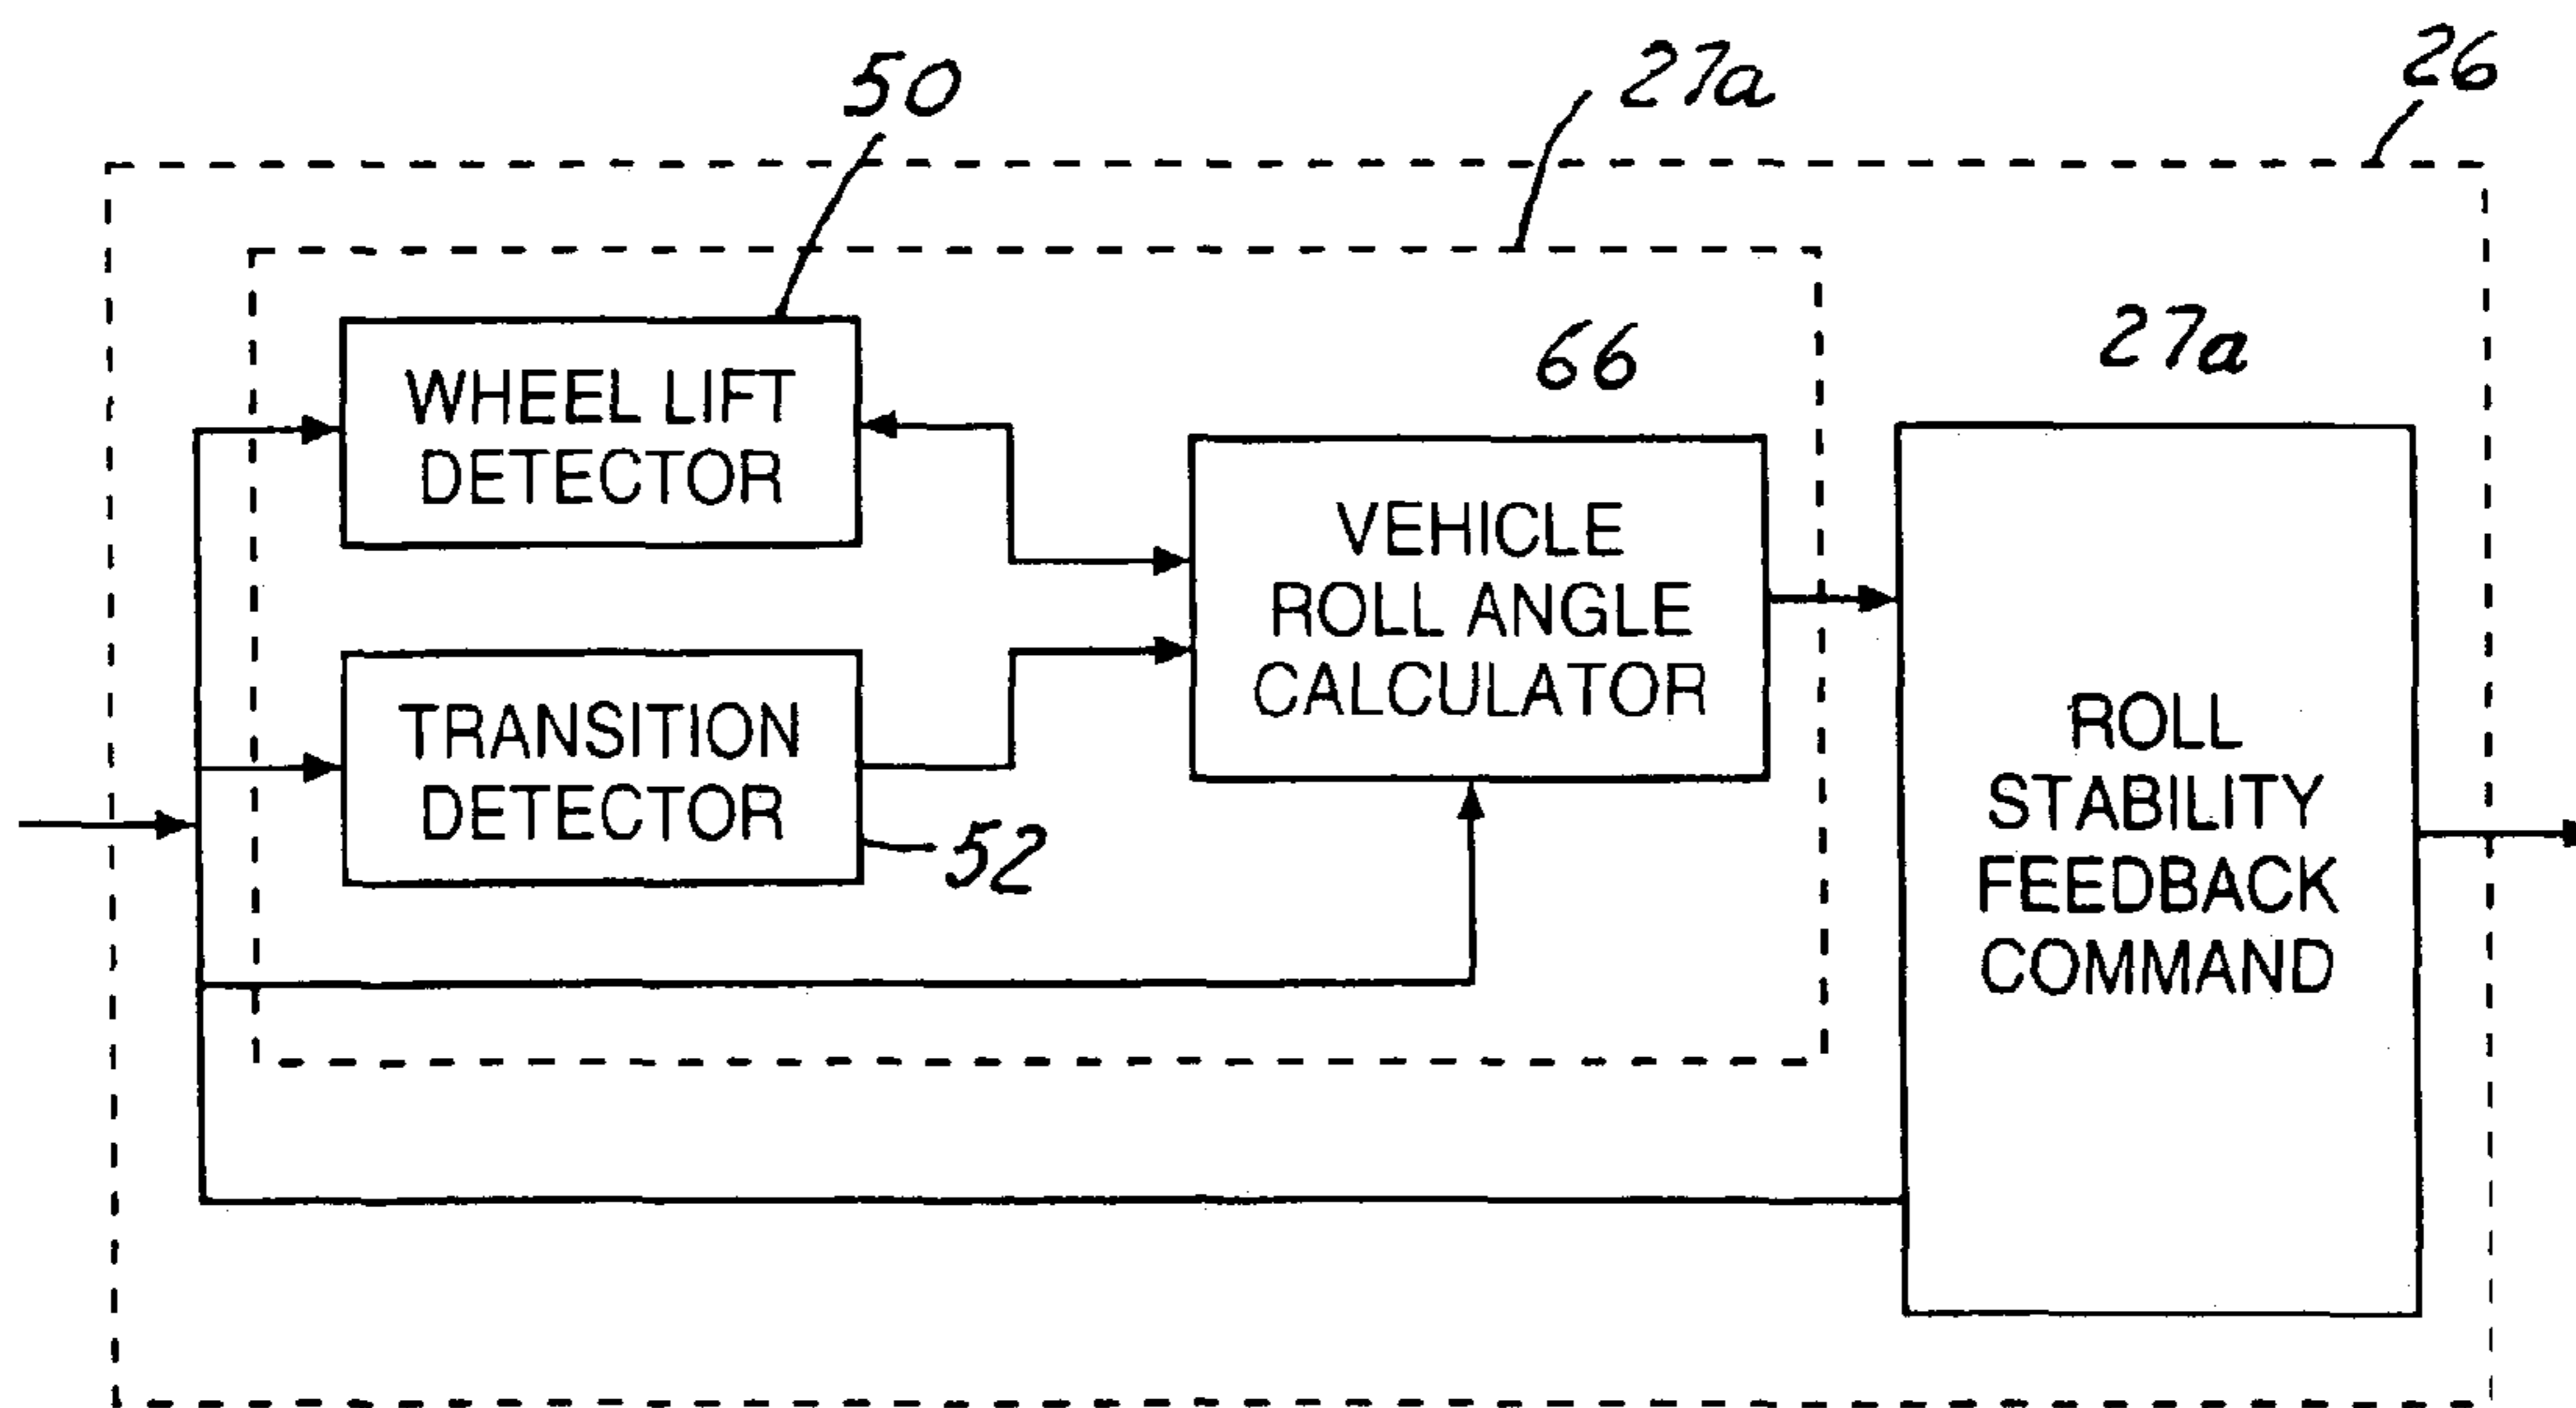 50
27a
26
WHEEL LIFT
DETECTOR
66
27a
VEHICLE
ROLL ANGLE
CALCULATOR
TRANSITION
DETECTOR
52
ROLL
STABILITY
FEEDBACK
COMMAND